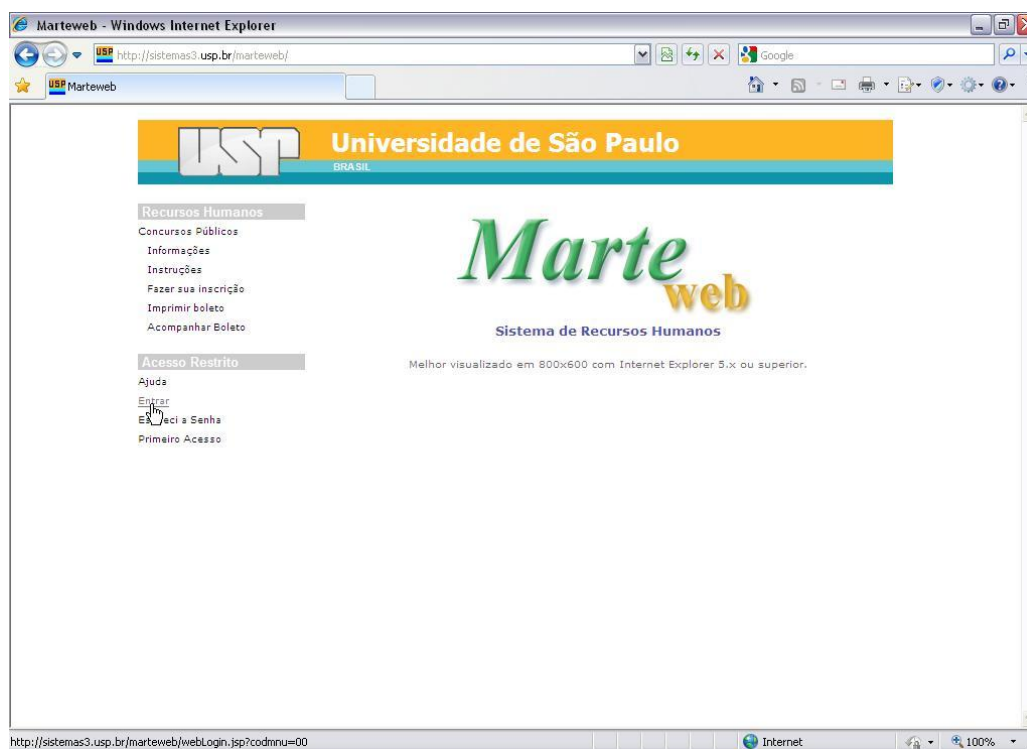 Marteweb - Windows Internet Explorer
http://sistemas3.usp.br/marteweb/
Google
USP Marteweb
USP
Universidade de São Paulo
BRASIL
Recursos Humanos
Concursos Públicos
Informações
Instruções
Fazer sua inscrição
Imprimir boleto
Acompanhar Boleto
Acesso Restrito
Ajuda
Entrar
a Senha
Primeiro Acesso
Marte
web
Sistema de Recursos Humanos
Melhor visualizado em 800x600 com Internet Explorer 5.x ou superior.
http://sistemas3.usp.br/marteweb/webLogin.jsp?codmnu=00
Internet
100%